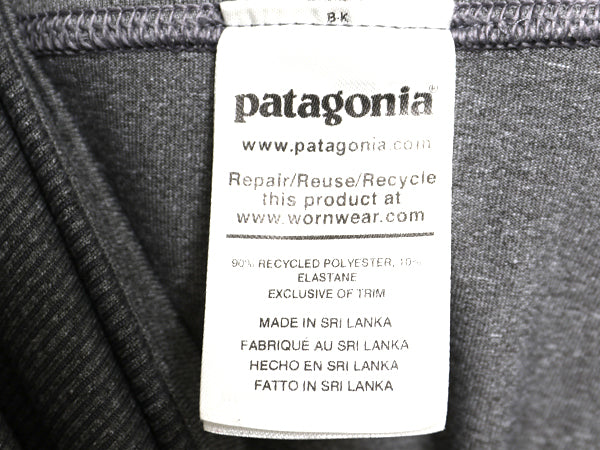 B-K
patagonia®
www.patagonia.com
Repair/Reuse/Recycle
this product at
www.wornwear.com
90% RECYCLED POLYESTER, 10%
ELASTANE
EXCLUSIVE OF TRIM
MADE IN SRI LANKA
FABRIQUÉ AU SRI LANKA
HECHO EN SRI LANKA
FATTO IN SRI LANKA